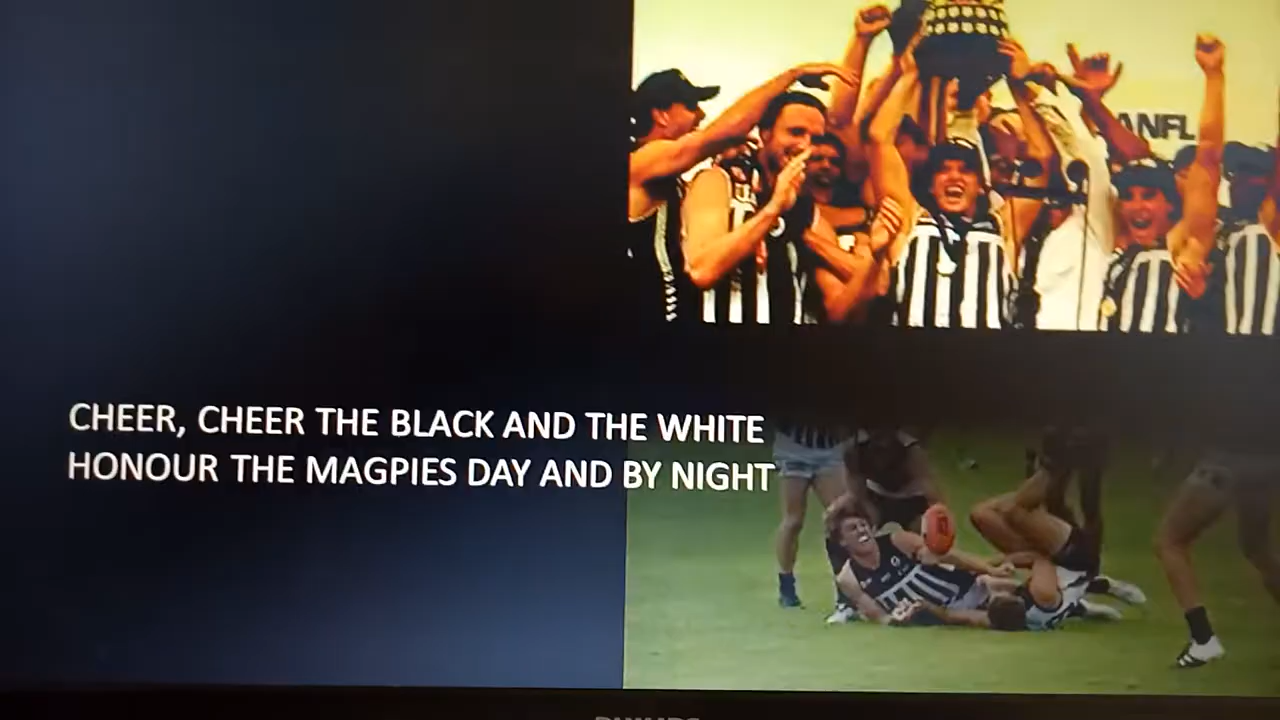 ANFL
CHEER, CHEER THE BLACK AND THE WHITE
HONOUR THE MAGPIES DAY AND BY NIGHT